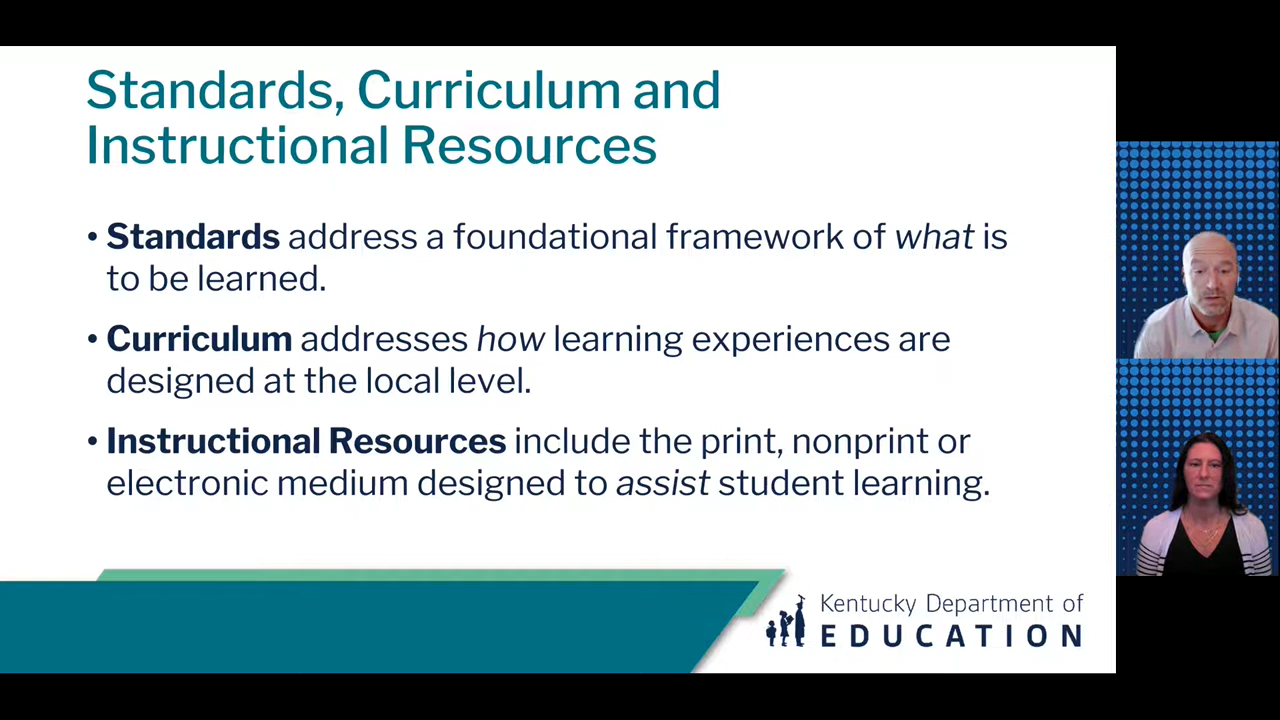 Standards, Curriculum and
Instructional Resources
• Standards address a foundational framework of what is
to be learned.
• Curriculum addresses how learning experiences are
designed at the local level.
• Instructional Resources include the print, nonprint or
electronic medium designed to assist student learning.
Kentucky Department of
EDUCATION